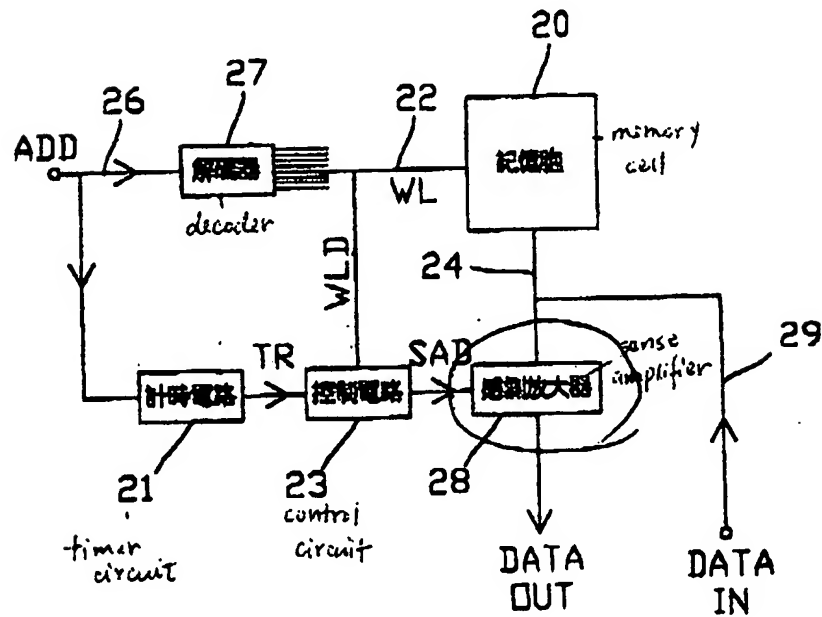 20
27
26
22
ADD
解碼器
記憶胞
mimary
cell
WL
decoder
WLD
24
29
TR
SAD
sense
amplifier
計時電路
控制電路
感測放大器
21
23
28
control
circuit
timer
circuit
DATA
OUT
DATA
IN